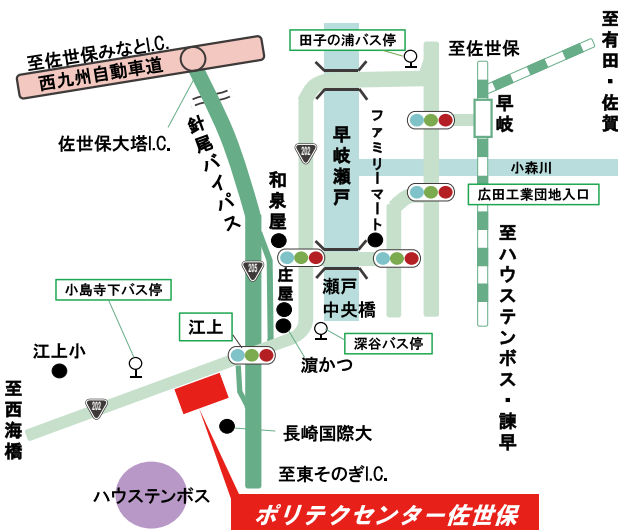 至佐世保みなとI.C.
西九州自動車道
佐世保大塔I.C.
針尾バイパス
田子の浦バス停
至佐世保
至有田・佐賀
早岐
202
早岐瀬戸
ファミリーマート
小森川
広田工業団地入口
和泉屋
至ハウステンボス・諫早
205
庄屋
瀬戸
中央橋
小島寺下バス停
江上
深谷バス停
濵かつ
江上小
至西海橋
202
長崎国際大
至東そのぎI.C.
ハウステンボス
ポリテクセンター佐世保